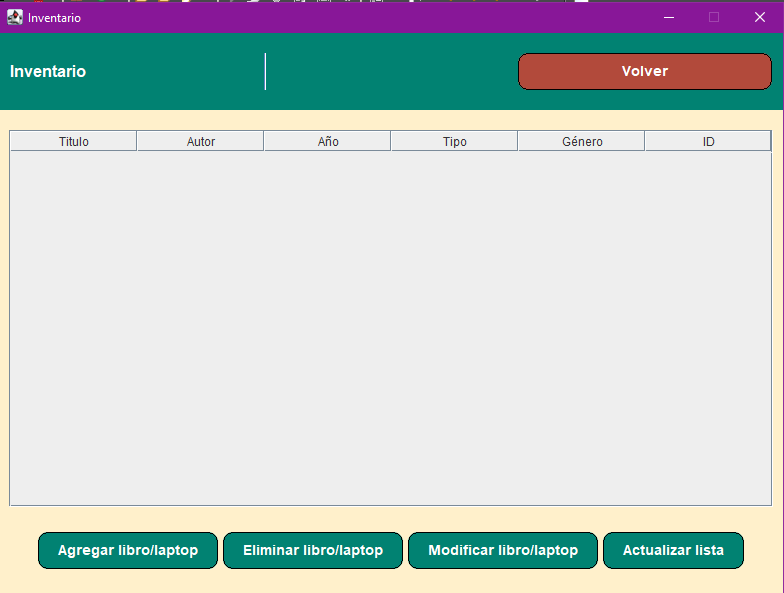 Inventario
Inventario
Volver
Titulo Autor Año Tipo Género ID
Agregar libro/laptop Eliminar libro/laptop Modificar libro/laptop Actualizar lista